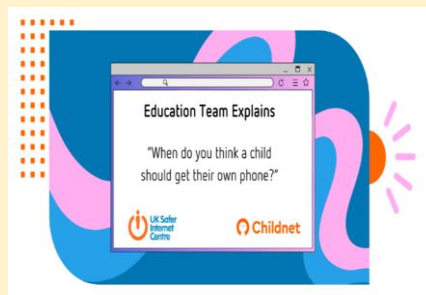 Education Team Explains
"When do you think a child
should get their own phone?"
UK Safer
Internet
Centre
Childnet